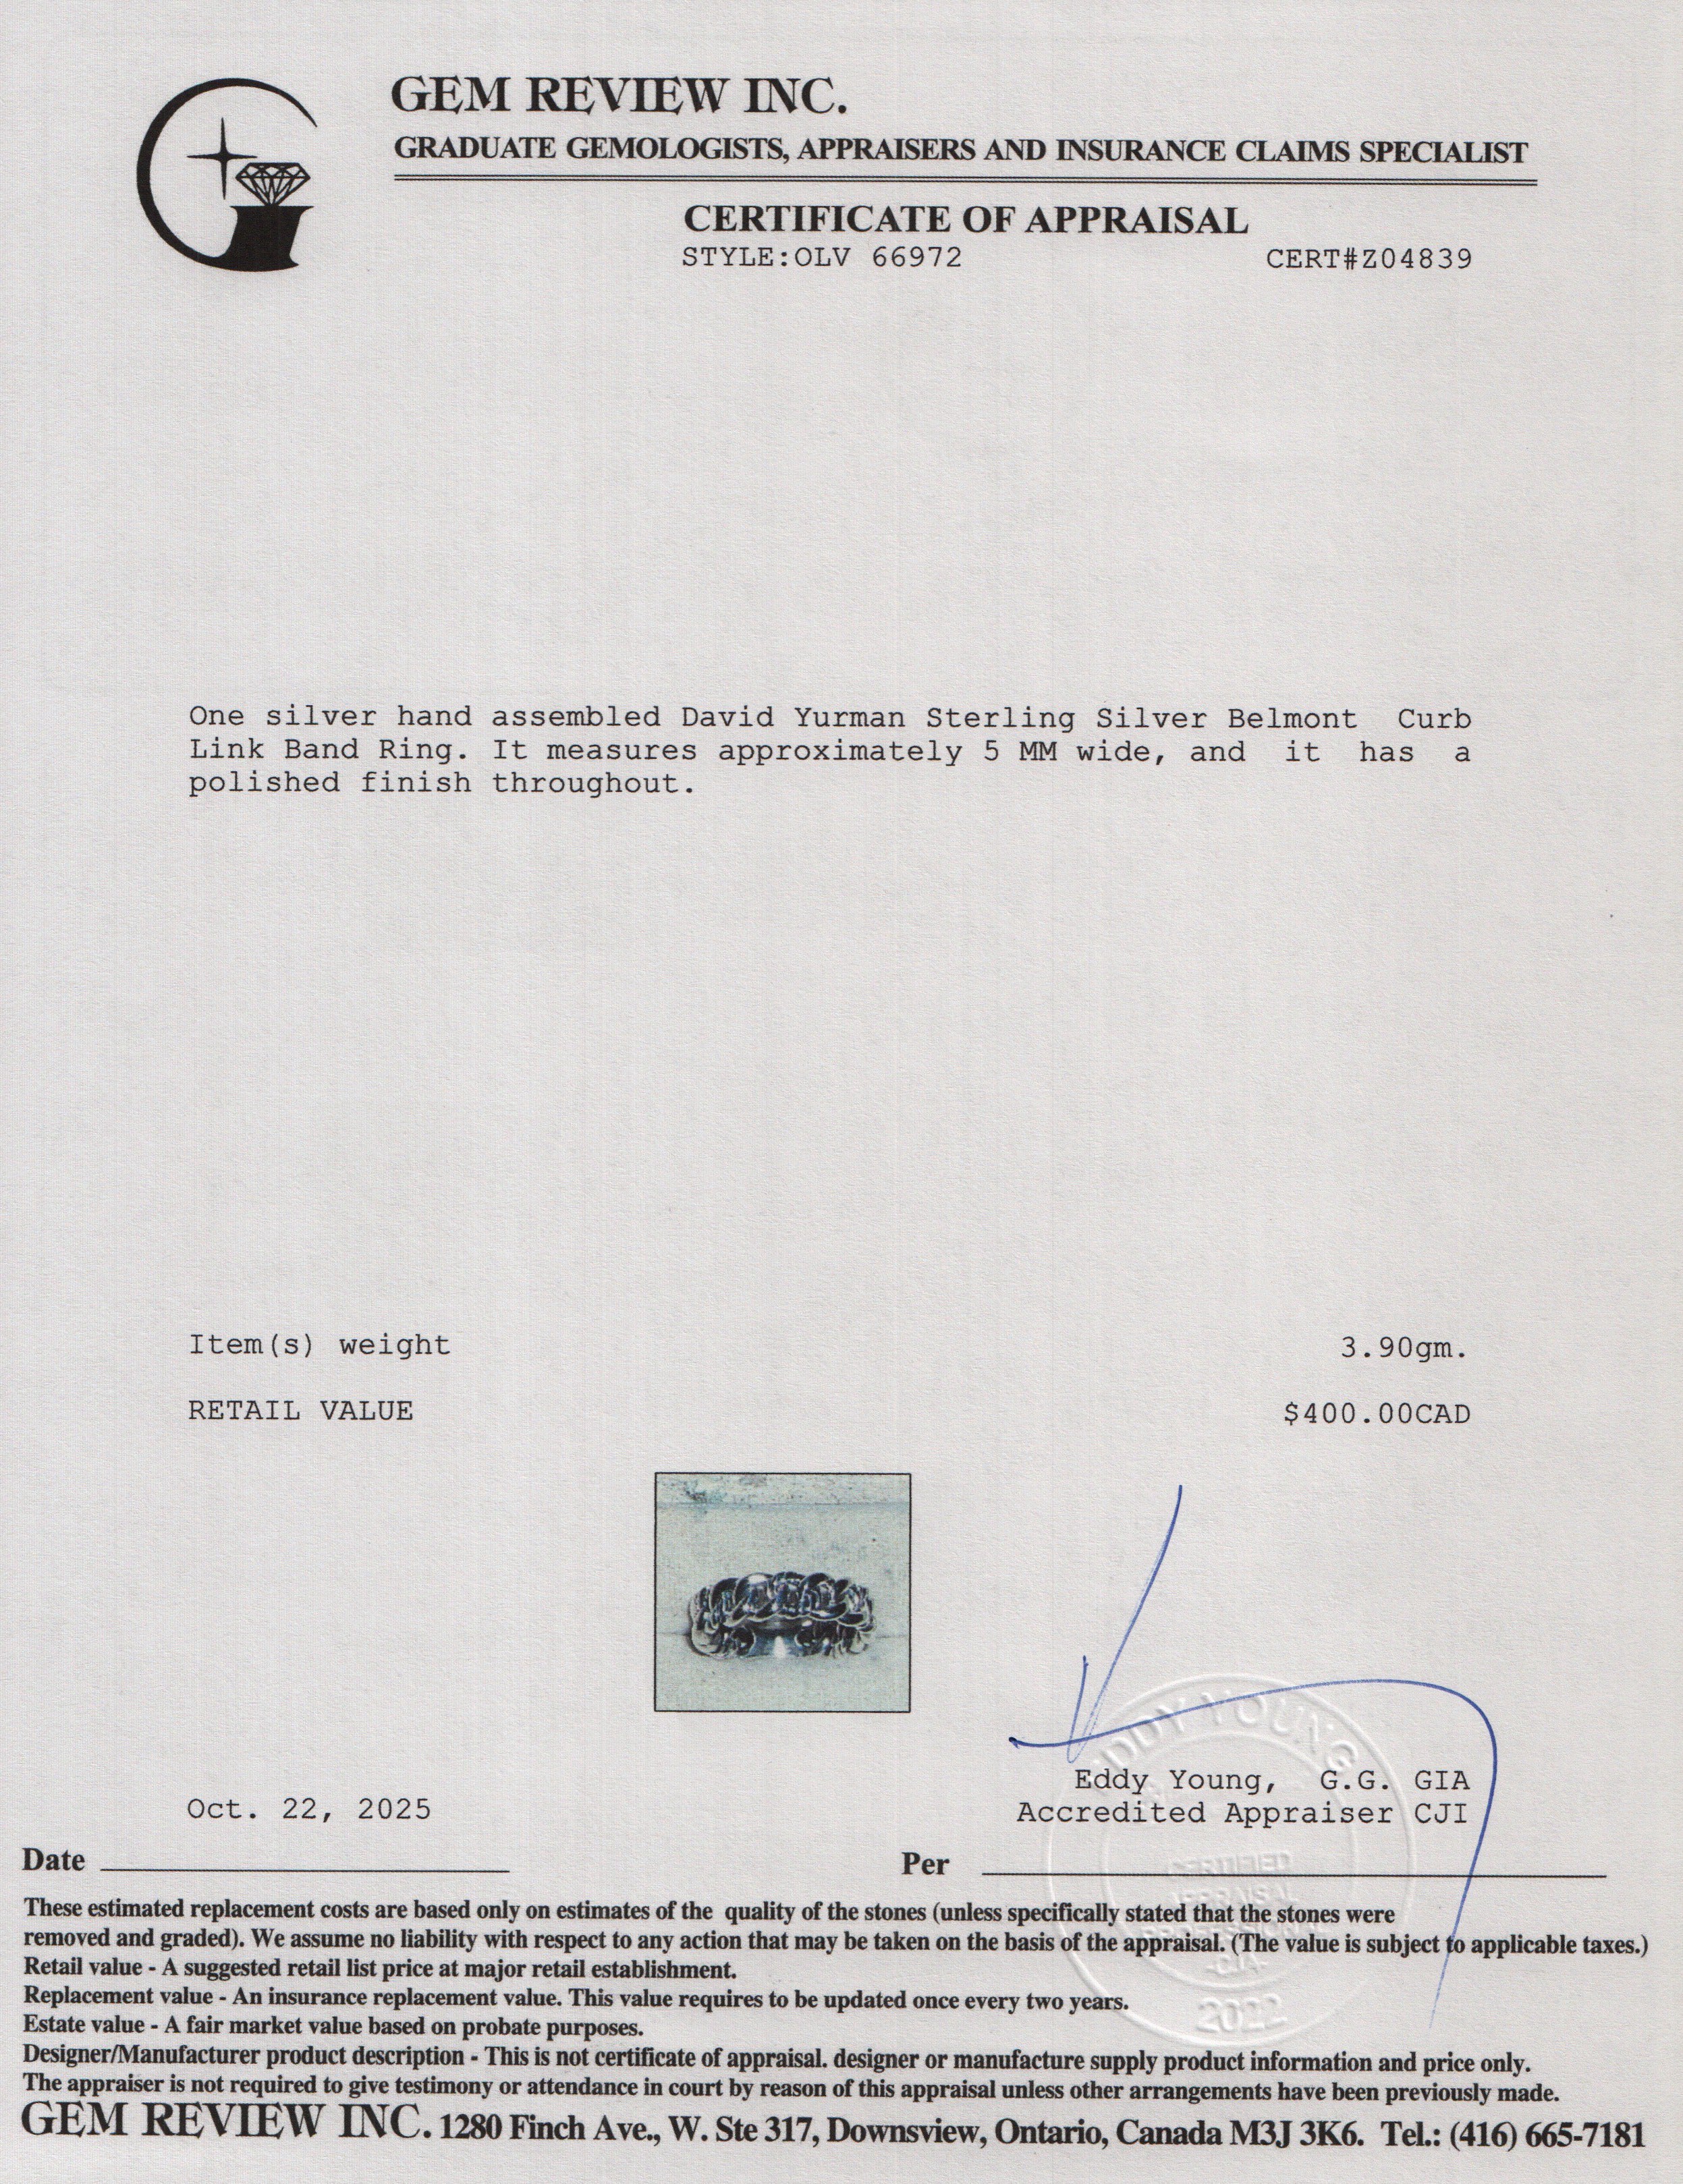 GEM REVIEW INC.
GRADUATE GEMOLOGISTS, APPRAISERS AND INSURANCE CLAIMS SPECIALIST
CERTIFICATE OF APPRAISAL
STYLE:OLV 66972 CERT#Z04839
One silver hand assembled David Yurman Sterling Silver Belmont Curb
Link Band Ring. It measures approximately 5 MM wide, and it has a
polished finish throughout.
Item(s) weight 3.90gm.
RETAIL VALUE $400.00CAD
EDDY YOUNG
Eddy Young, G.G. GIA
Oct. 22, 2025 Accredited Appraiser CJI
Date Per
CERTIFIED
APPRAISAL
PROFESSIONAL
2022
These estimated replacement costs are based only on estimates of the quality of the stones (unless specifically stated that the stones were
removed and graded). We assume no liability with respect to any action that may be taken on the basis of the appraisal. (The value is subject to applicable taxes.)
Retail value - A suggested retail list price at major retail establishment.
Replacement value - An insurance replacement value. This value requires to be updated once every two years.
Estate value - A fair market value based on probate purposes.
Designer/Manufacturer product description - This is not certificate of appraisal. designer or manufacture supply product information and price only.
The appraiser is not required to give testimony or attendance in court by reason of this appraisal unless other arrangements have been previously made.
GEM REVIEW INC. 1280 Finch Ave., W. Ste 317, Downsview, Ontario, Canada M3J 3K6. Tel.: (416) 665-7181